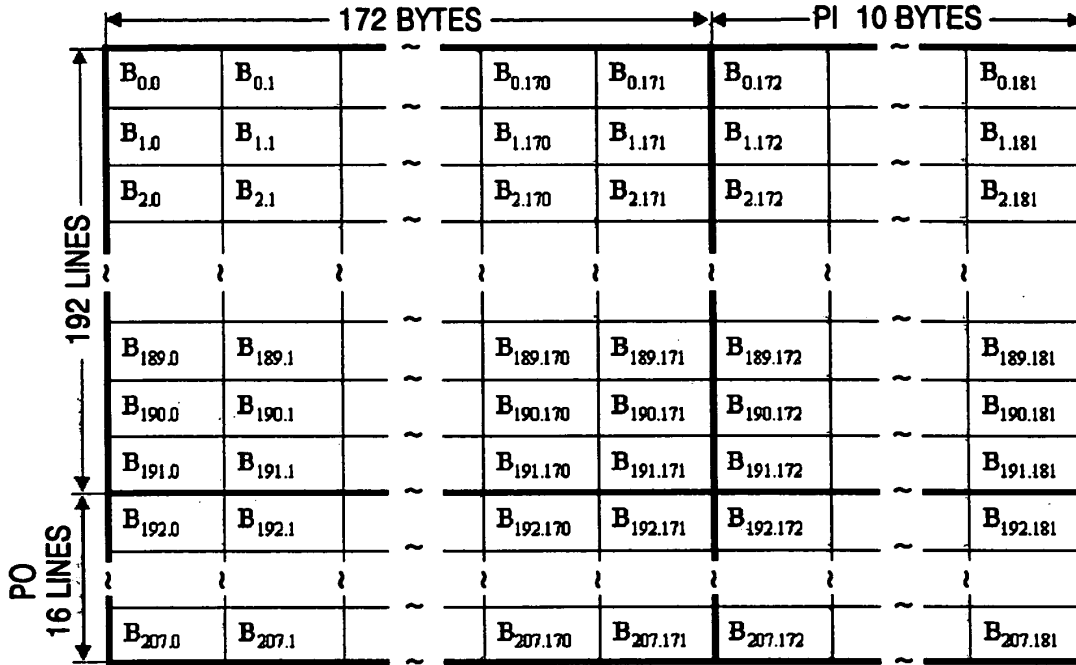 172 BYTES ~ PI 10 BYTES
~ ~
B0.0 B0.1 B0.170 B0.171 B0.172 B0.181
~ ~
B1.0 B1.1 B1.170 B1.171 B1.172 B1.181
~ ~
B2.0 B2.1 B2.170 B2.171 B2.172 B2.181
~ ~
192 LINES
~ ~ ~ ~ ~ ~ ~ ~
~ ~
B189.0 B189.1 B189.170 B189.171 B189.172 B189.181
~ ~
B190.0 B190.1 B190.170 B190.171 B190.172 B190.181
~ ~
B191.0 B191.1 B191.170 B191.171 B191.172 B191.181
~ ~
B192.0 B192.1 B192.170 B192.171 B192.172 B192.181
~ ~
PO
16 LINES
~ ~ ~ ~ ~ ~ ~ ~
~ ~
B207.0 B207.1 B207.170 B207.171 B207.172 B207.181
~ ~